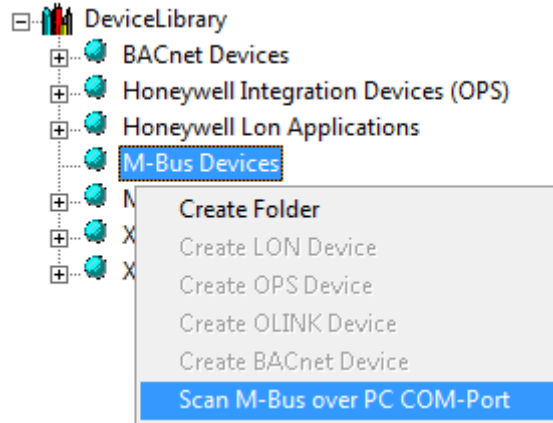 DeviceLibrary
BACnet Devices
Honeywell Integration Devices (OPS)
Honeywell Lon Applications
M-Bus Devices
Create Folder
Create LON Device
Create OPS Device
Create OLINK Device
Create BACnet Device
Scan M-Bus over PC COM-Port